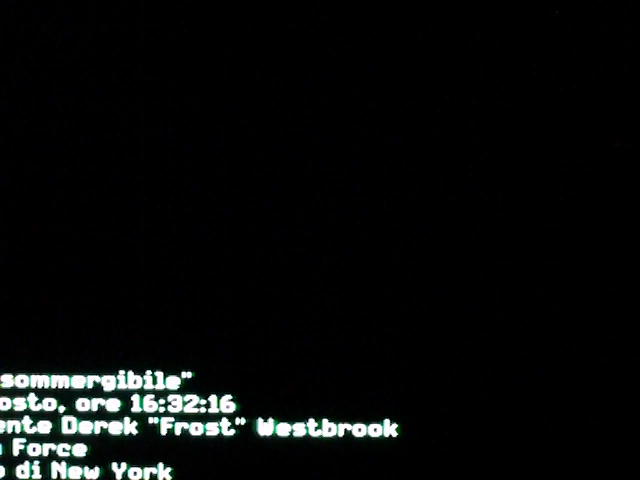 sommergibile"
osto, ore 16:32:16
ente Derek "Frost" Westbrook
Force
di New York